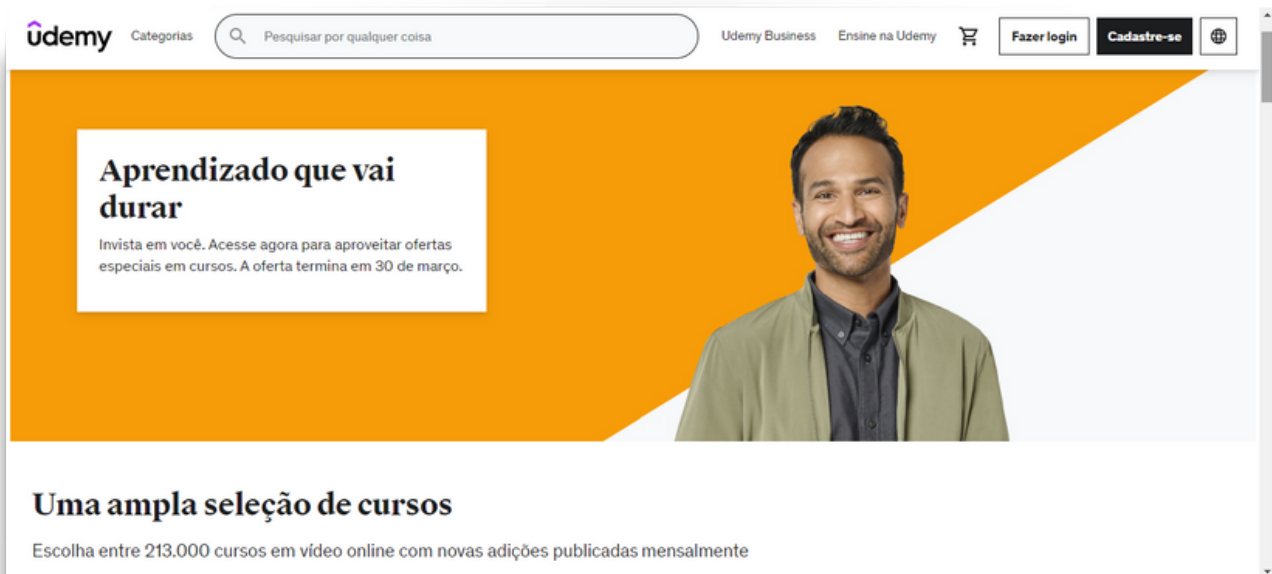 ûdemy Categorias Pesquisar por qualquer coisa Udemy Business Ensine na Udemy Fazer login Cadastre-se
Aprendizado que vai
durar
Invista em você. Acesse agora para aproveitar ofertas
especiais em cursos. A oferta termina em 30 de março.
Uma ampla seleção de cursos
Escolha entre 213.000 cursos em vídeo online com novas adições publicadas mensalmente